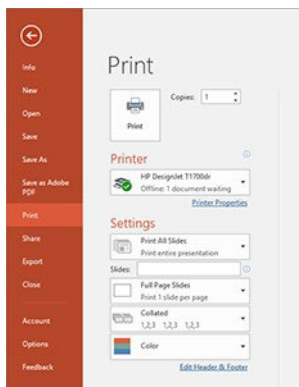 Info
New
Open
Save
Save As
Save as Adobe
PDF
Print
Share
Export
Close
Account
Options
Feedback
Print
Copies: 1
Print
Printer
HP DesignJet T1700dr
Offline: 1 document waiting
Printer Properties
Settings
Print All Slides
Print entire presentation
Slides:
Full Page Slides
Print 1 slide per page
Collated
1,2,3 1,2,3 1,2,3
Color
Edit Header & Footer